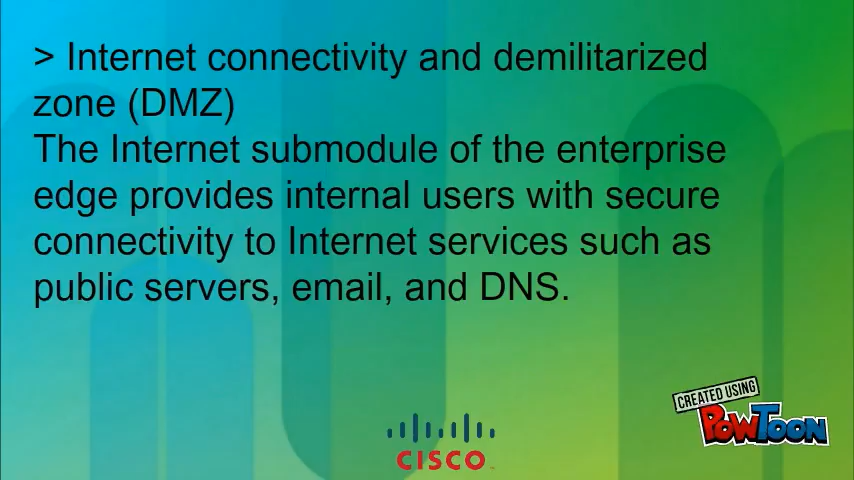 > Internet connectivity and demilitarized
zone (DMZ)
The Internet submodule of the enterprise
edge provides internal users with secure
connectivity to Internet services such as
public servers, email, and DNS.
CREATED USING
POWTOON
CISCO